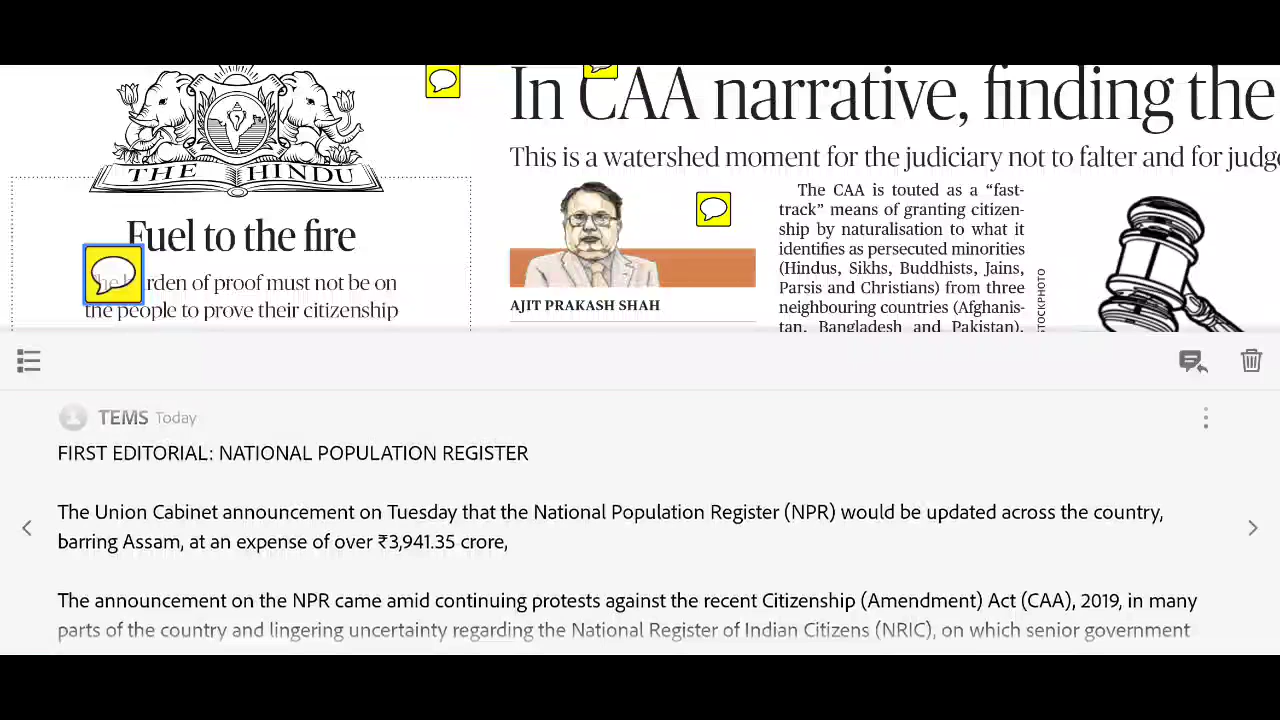 THE HINDU
Fuel to the fire
den of proof must not be on
the people to prove their citizenship
In CAA narrative, finding the
This is a watershed moment for the judiciary not to falter and for
AJIT PRAKASH SHAH
The CAA is touted as a “fast-
track” means of granting citizen-
ship by naturalisation to what it
identifies as persecuted minorities
(Hindus, Sikhs, Buddhists, Jains,
Parsis and Christians) from three
neighbouring countries (Afghanis-
tan, Bangladesh and Pakistan).
TOCKPHOTO
TEMS Today
FIRST EDITORIAL: NATIONAL POPULATION REGISTER
The Union Cabinet announcement on Tuesday that the National Population Register (NPR) would be updated across the country,
barring Assam, at an expense of over ₹3,941.35 crore,
The announcement on the NPR came amid continuing protests against the recent Citizenship (Amendment) Act (CAA), 2019, in many
parts of the country and lingering uncertainty regarding the National Register of Indian Citizens (NRIC), on which senior government